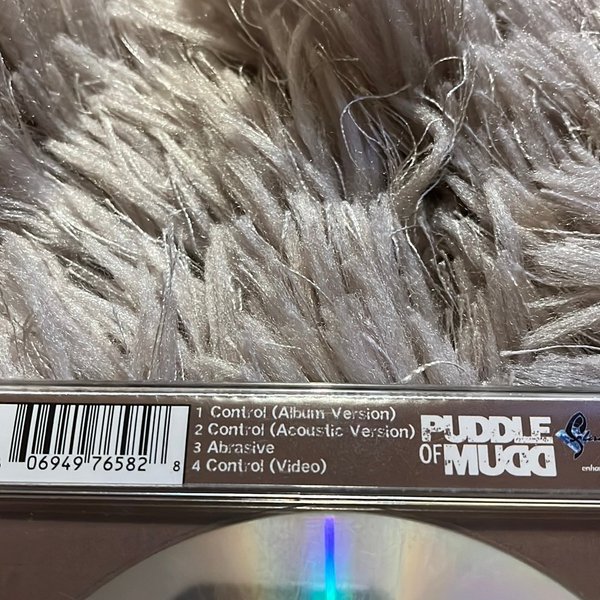 06949 76582 8
1 Control (Album Version)
2 Control (Acoustic Version)
3 Abrasive
4 Control (Video)
PUDDLE
OF MUDD